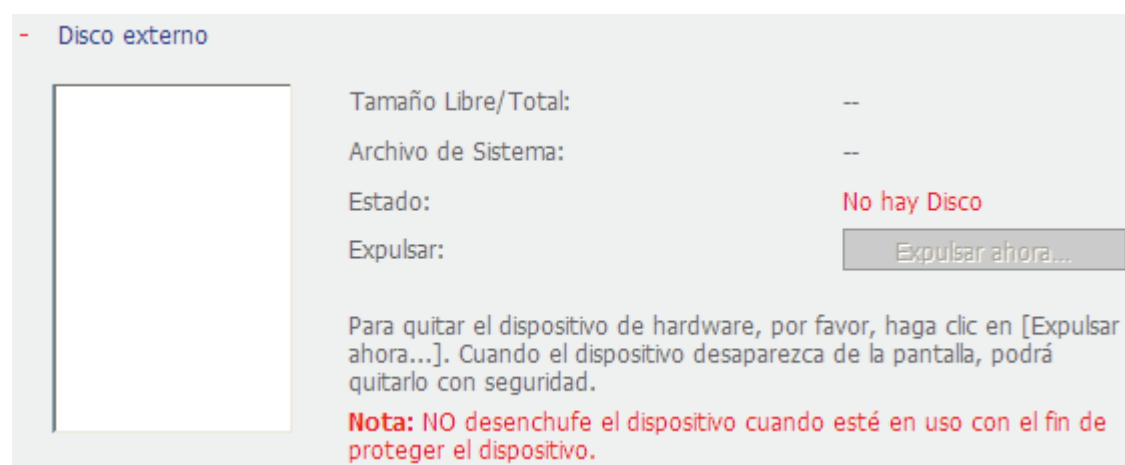 - Disco externo
Tamaño Libre/Total: --
Archivo de Sistema: --
Estado: No hay Disco
Expulsar: Expulsar ahora...
Para quitar el dispositivo de hardware, por favor, haga clic en [Expulsar
ahora...]. Cuando el dispositivo desaparezca de la pantalla, podrá
quitarlo con seguridad.
Nota: NO desenchufe el dispositivo cuando esté en uso con el fin de
proteger el dispositivo.